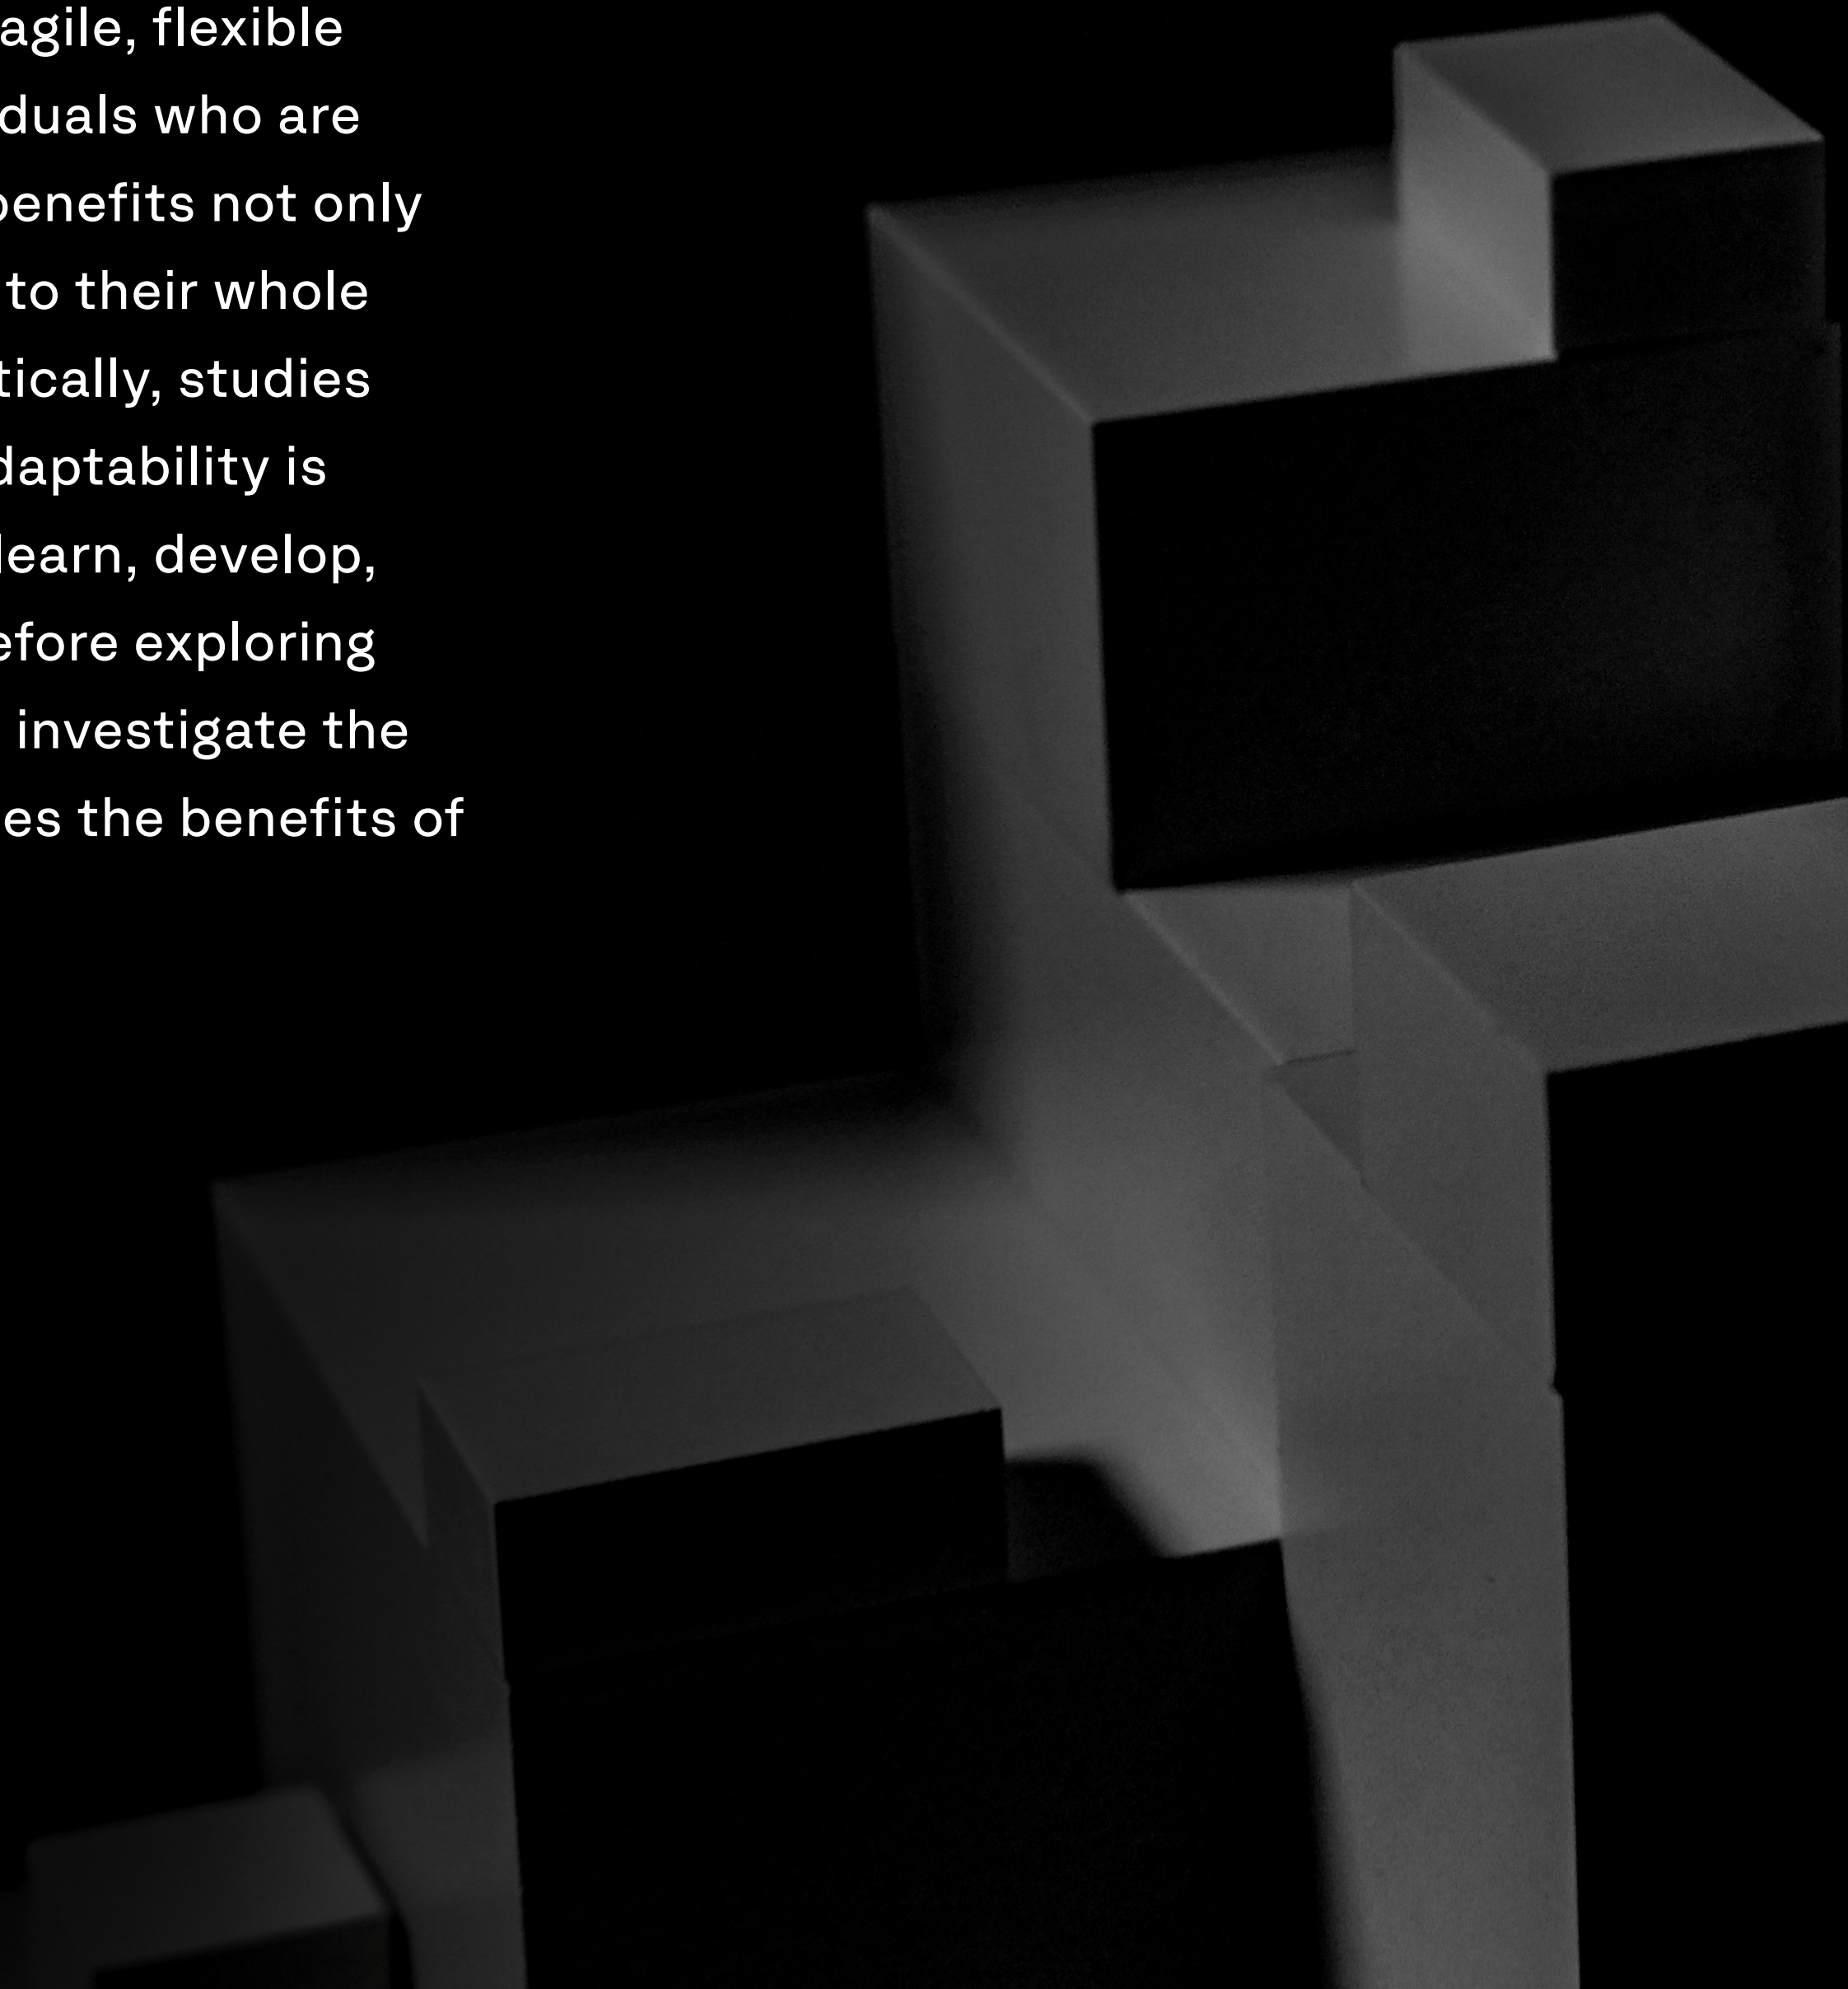 agile, flexible
duals who are
benefits not only
to their whole
tically, studies
daptability is
learn, develop,
efore exploring
investigate the
es the benefits of